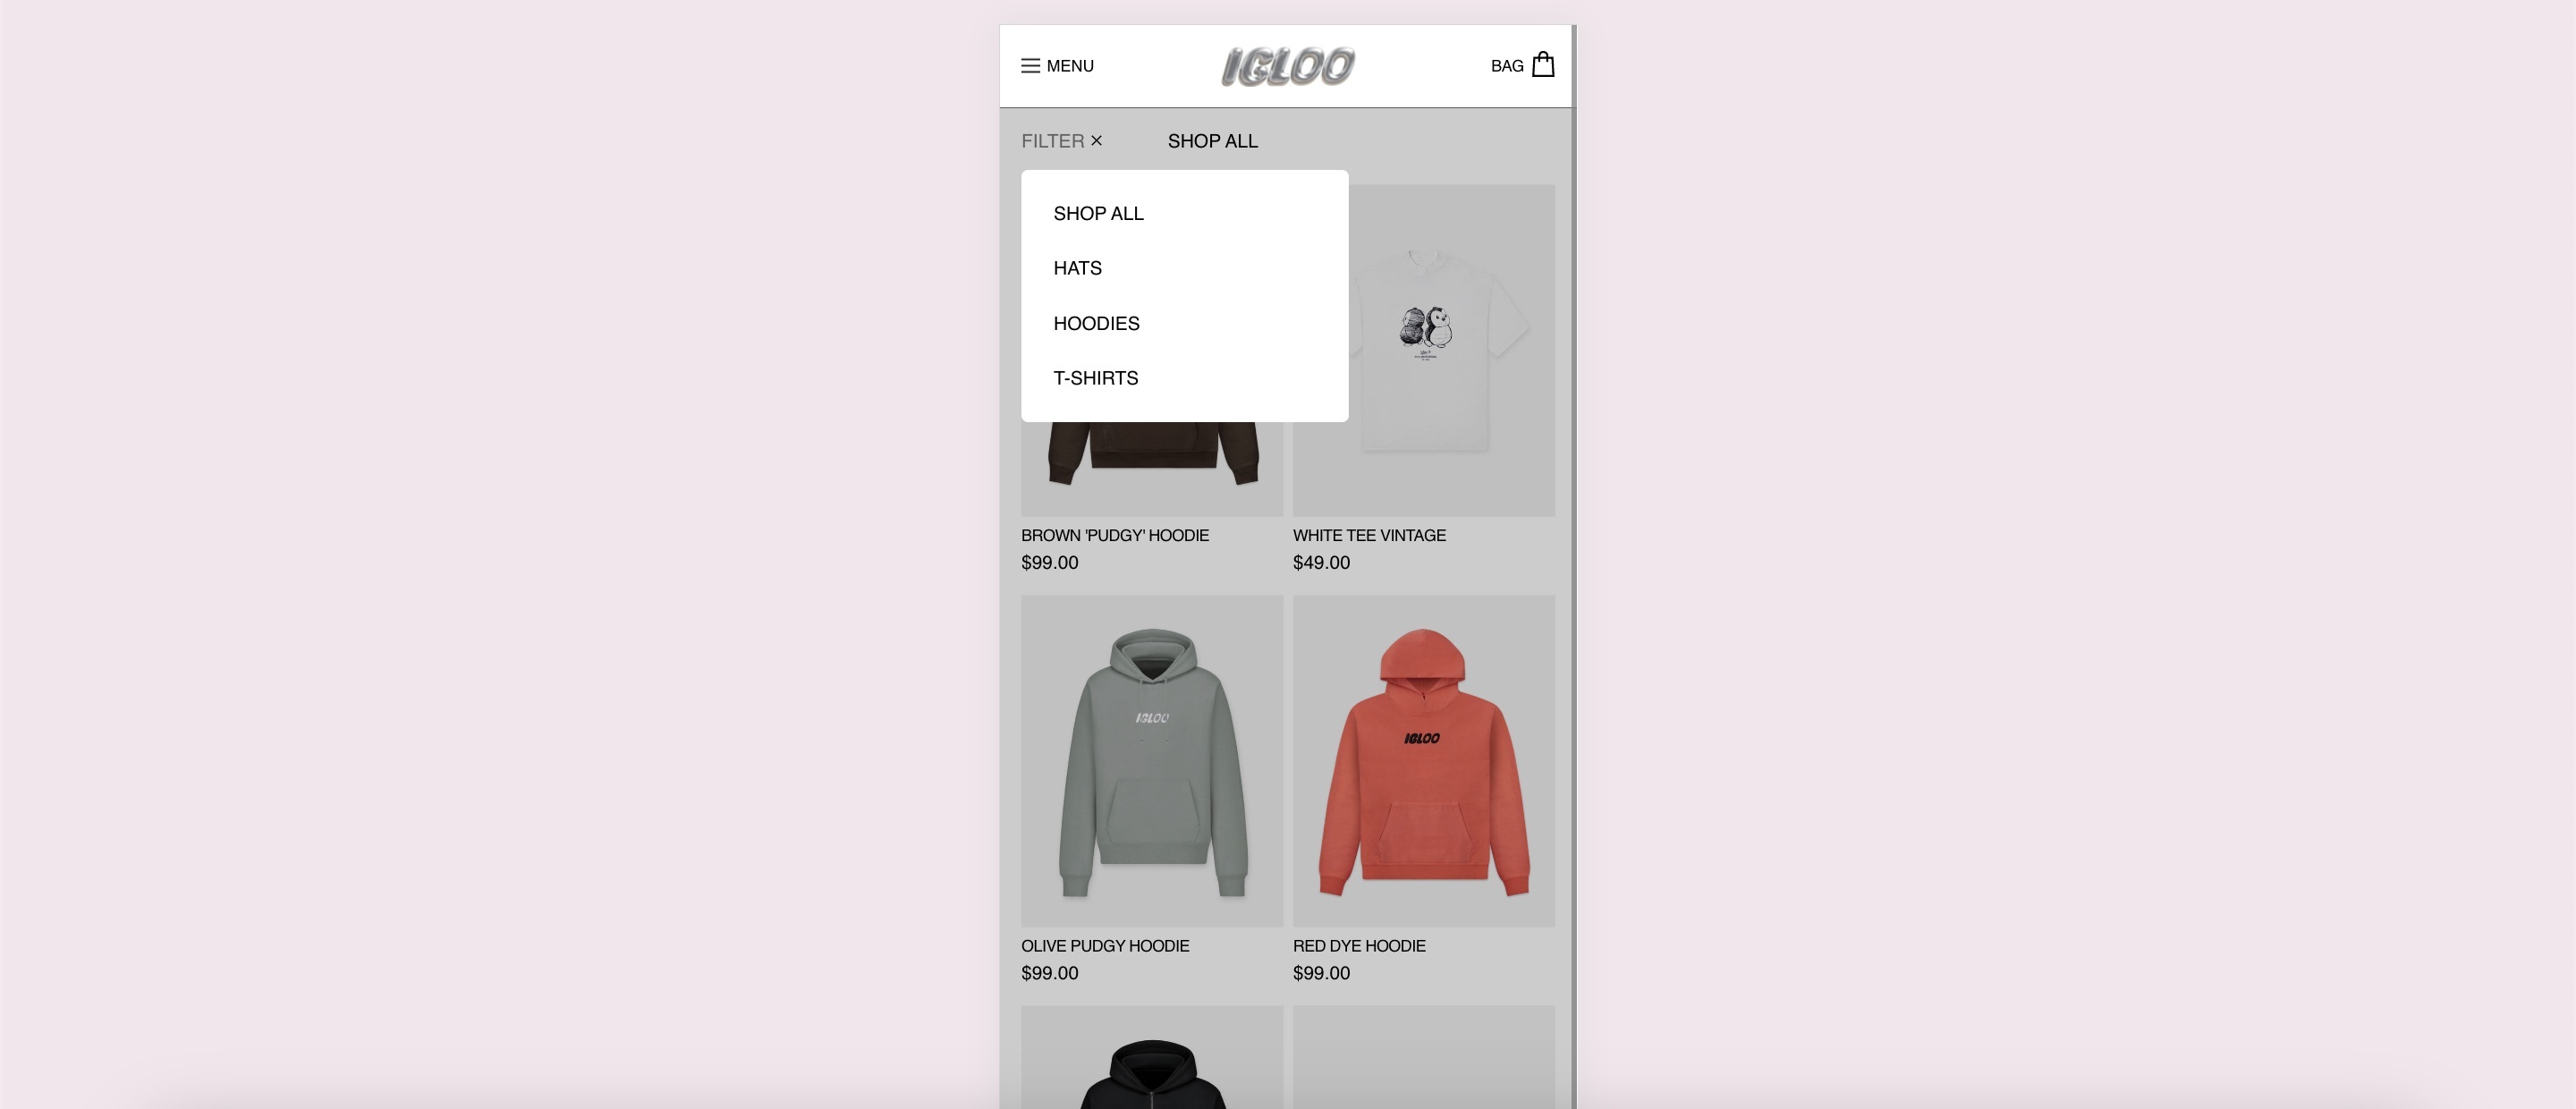 MENU
IGLOO
BAG
FILTER ×
SHOP ALL
SHOP ALL
HATS
HOODIES
T-SHIRTS
BROWN 'PUDGY' HOODIE
$99.00
WHITE TEE VINTAGE
$49.00
IGLOO
IGLOO
OLIVE PUDGY HOODIE
$99.00
RED DYE HOODIE
$99.00